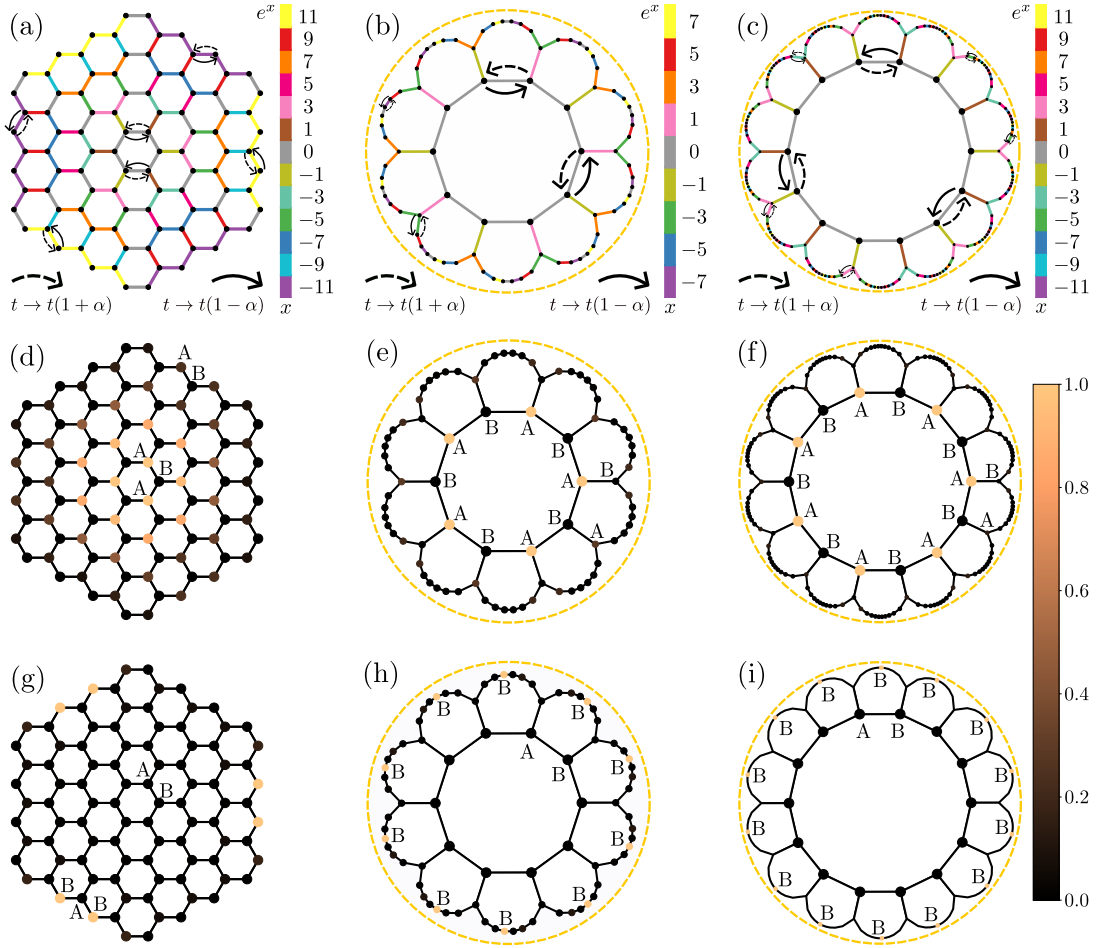 (a)
e^x
11
9
7
5
3
1
0
−1
−3
−5
−7
−9
−11
x
t→t(1+α)
t→t(1−α)
(b)
e^x
7
5
3
1
0
−1
−3
−5
−7
x
t→t(1+α)
t→t(1−α)
(c)
e^x
11
9
7
5
3
1
0
−1
−3
−5
−7
−9
−11
x
t→t(1+α)
t→t(1−α)
(d)
A
B
A
B
A
(e)
B
A
A
B
B
A
B
B
B
A
A
B
A
(f)
A
B
B
A
A
B
B
A
B
A
B
A
B
A
B
A
(g)
A
B
B
A
B
(h)
B
B
B
A
B
B
B
B
B
B
B
B
(i)
B
B
B
B
B
A
B
B
B
B
B
B
B
B
B
B
1.0
0.8
0.6
0.4
0.2
0.0